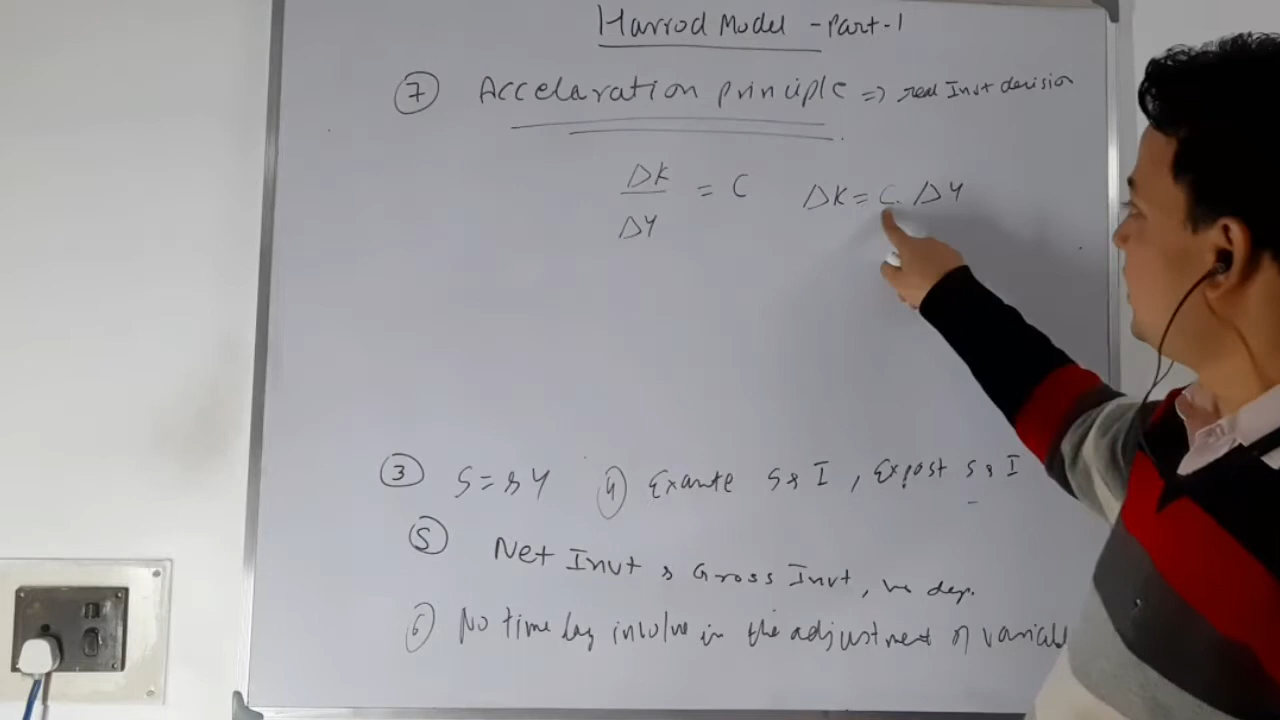 Harrod Model - Part-1
⑦ Accelaration principle => real Inst decision
ΔK/ΔY = C ΔK = C. ΔY
③ S = sY ④ Exante S & I, Expost S & I
⑤ Net Invt & Gross Invt, no dep.
⑥ No time lag involve in the adjustment of variabl